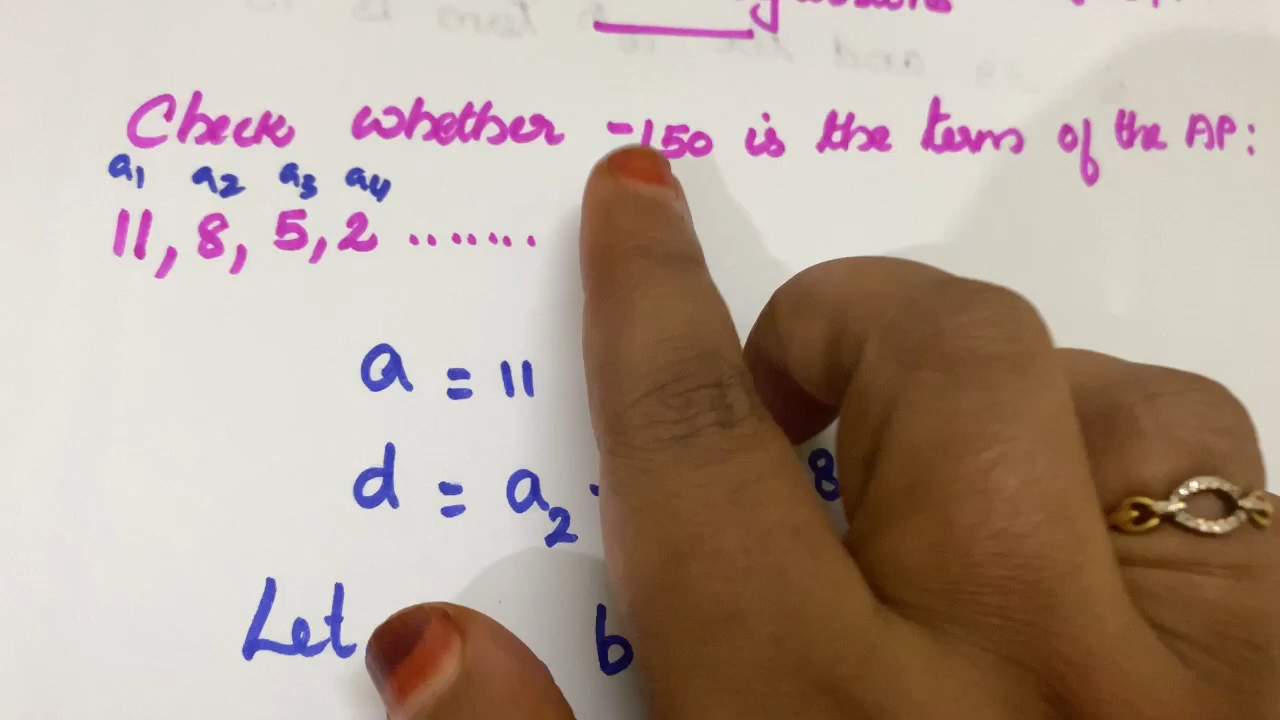 Check whether -150 is the term of the AP:
a1 a2 a3 a4
11, 8, 5, 2 .......
a = 11
d = a2 - 8
Let b